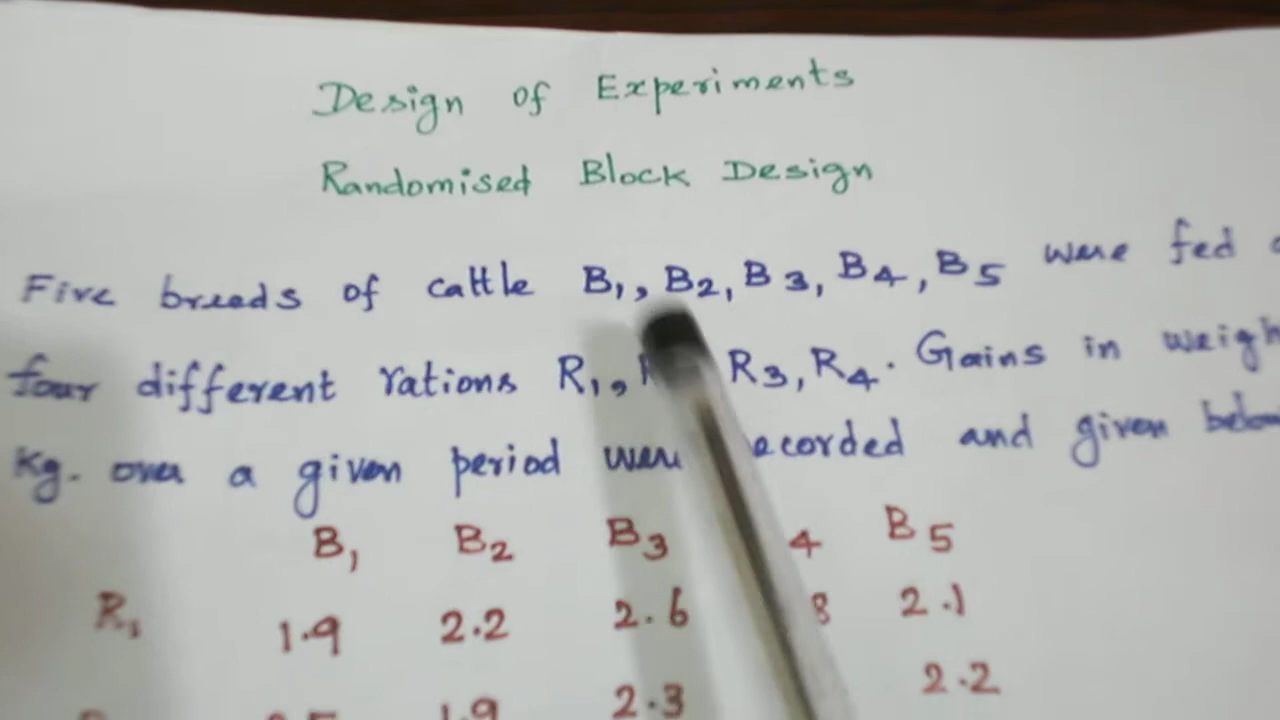 Design of Experiments
Randomised Block Design
Five breeds of cattle B1, B2, B3, B4, B5 were fed
four different rations R1, R3, R4. Gains in
Kg. over a given period were and given
B1 B2 B3 4 B5
R1 1.9 2.2 2.6 8 2.1
1.9 2.3 2.2